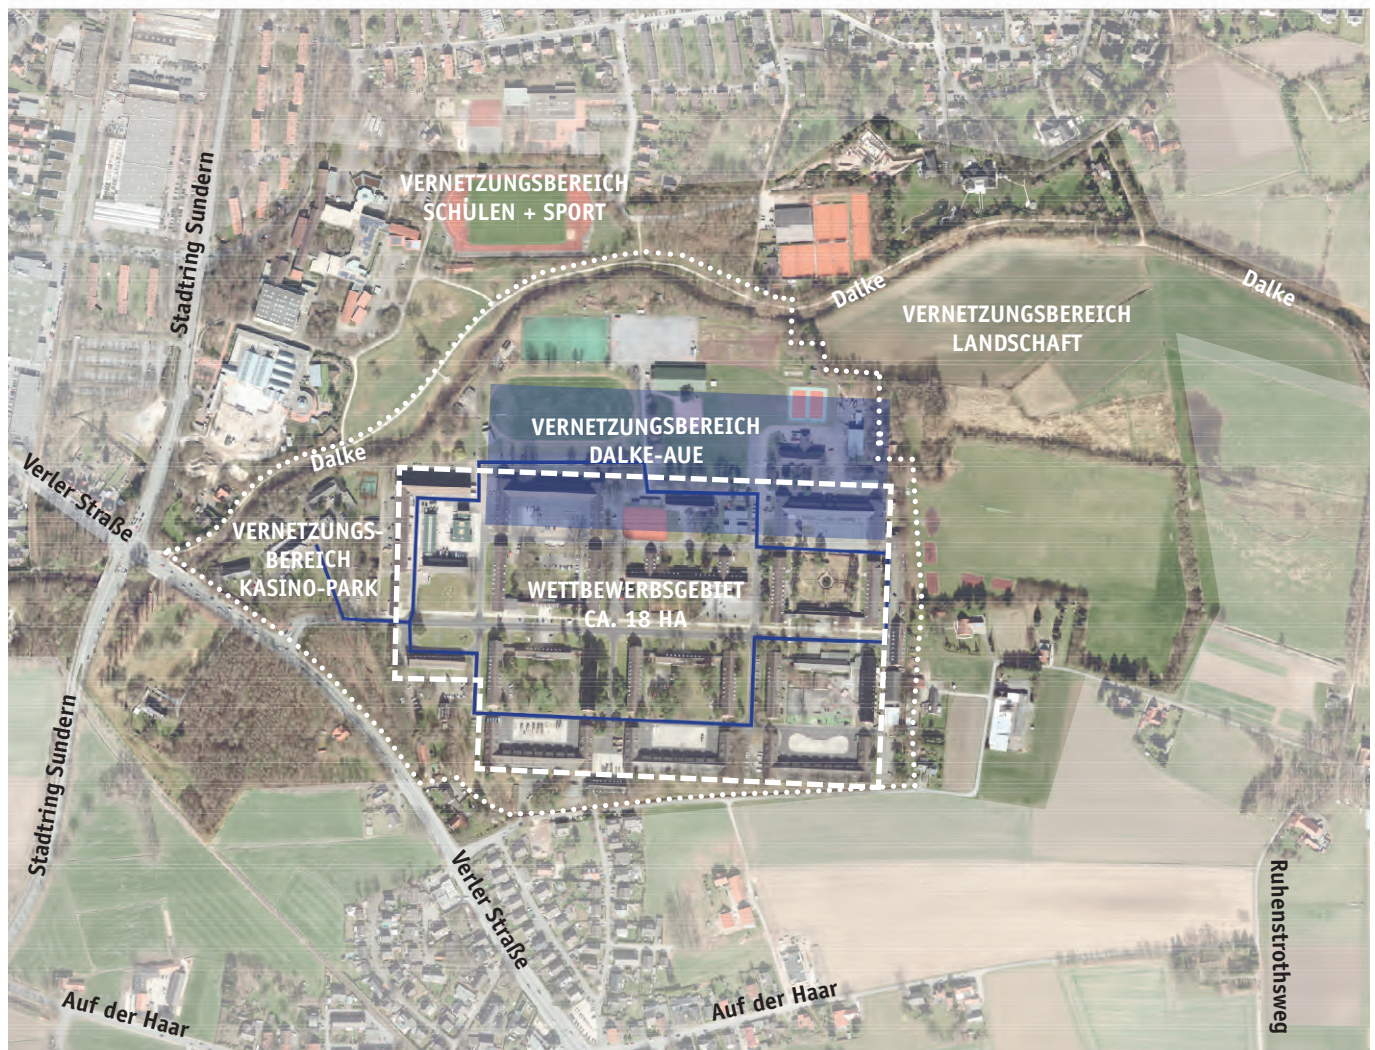 VERNETZUNGSBEREICH
SCHULEN + SPORT
Stadtring Sundern
Dalke
Dalke
VERNETZUNGSBEREICH
LANDSCHAFT
VERNETZUNGSBEREICH
DALKE-AUE
Dalke
Verler Straße
VERNETZUNGS-
BEREICH
KASINO-PARK
WETTBEWERBSGEBIET
CA. 18 HA
Stadtring Sundern
Verler Straße
Ruhenstrothsweg
Auf der Haar
Auf der Haar